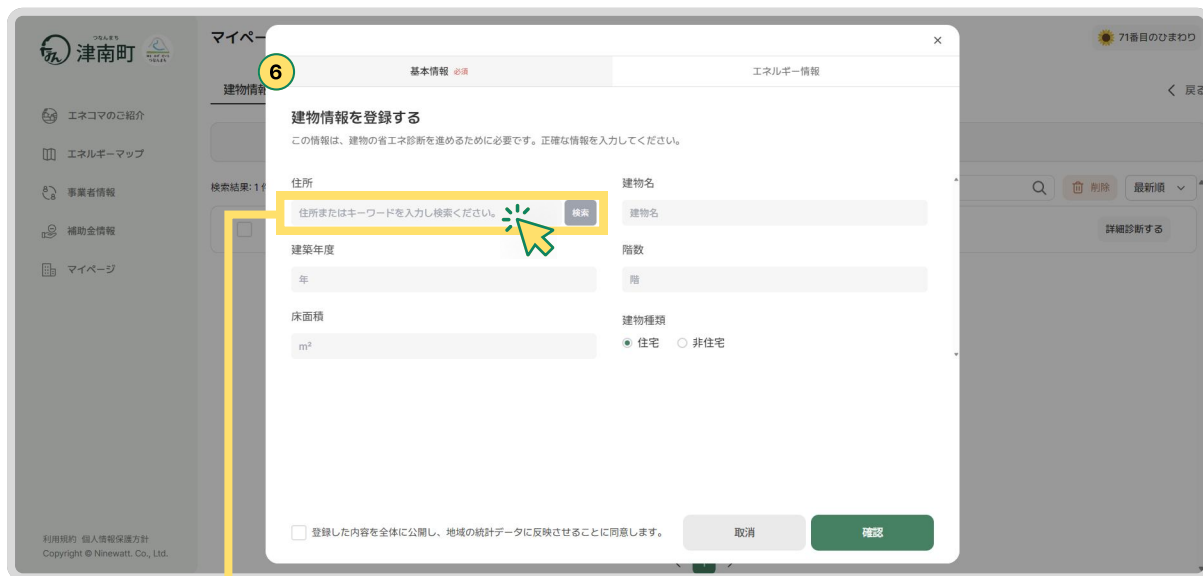 つなんまち
津南町
マイペー
71番目のひまわり
×
6
基本情報 必須
エネルギー情報
建物情報
戻る
エネコマのご紹介
エネルギーマップ
事業者情報
補助金情報
マイページ
建物情報を登録する
この情報は、建物の省エネ診断を進めるために必要です。正確な情報を入力してください。
検索結果: 1件
削除
最新順
住所
建物名
住所またはキーワードを入力し検索ください。
検索
建物名
詳細診断する
建築年度
階数
年
階
床面積
建物種類
m²
住宅
非住宅
登録した内容を全体に公開し、地域の統計データに反映させることに同意します。
取消
確認
利用規約 個人情報保護方針
Copyright © Ninewatt. Co., Ltd.
1